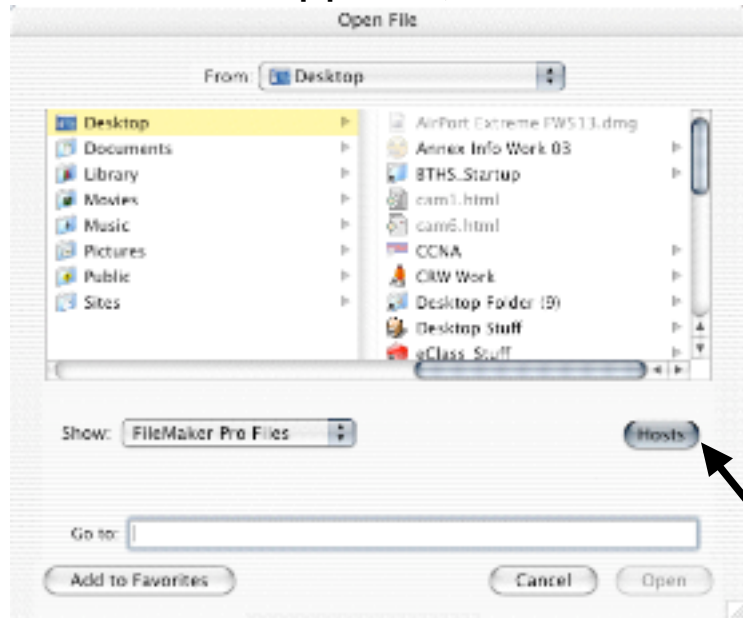 Open File
From: Desktop
Desktop
Documents
Library
Movies
Music
Pictures
Public
Sites
AirPort Extreme FW513.dmg
Annex Info Work 03
BTHS_Startup
cam1.html
cam6.html
CCNA
CRW Work
Desktop Folder (9)
Desktop Stuff
eClass_Stuff
Show: FileMaker Pro Files
Hosts
Go to:
Add to Favorites
Cancel
Open